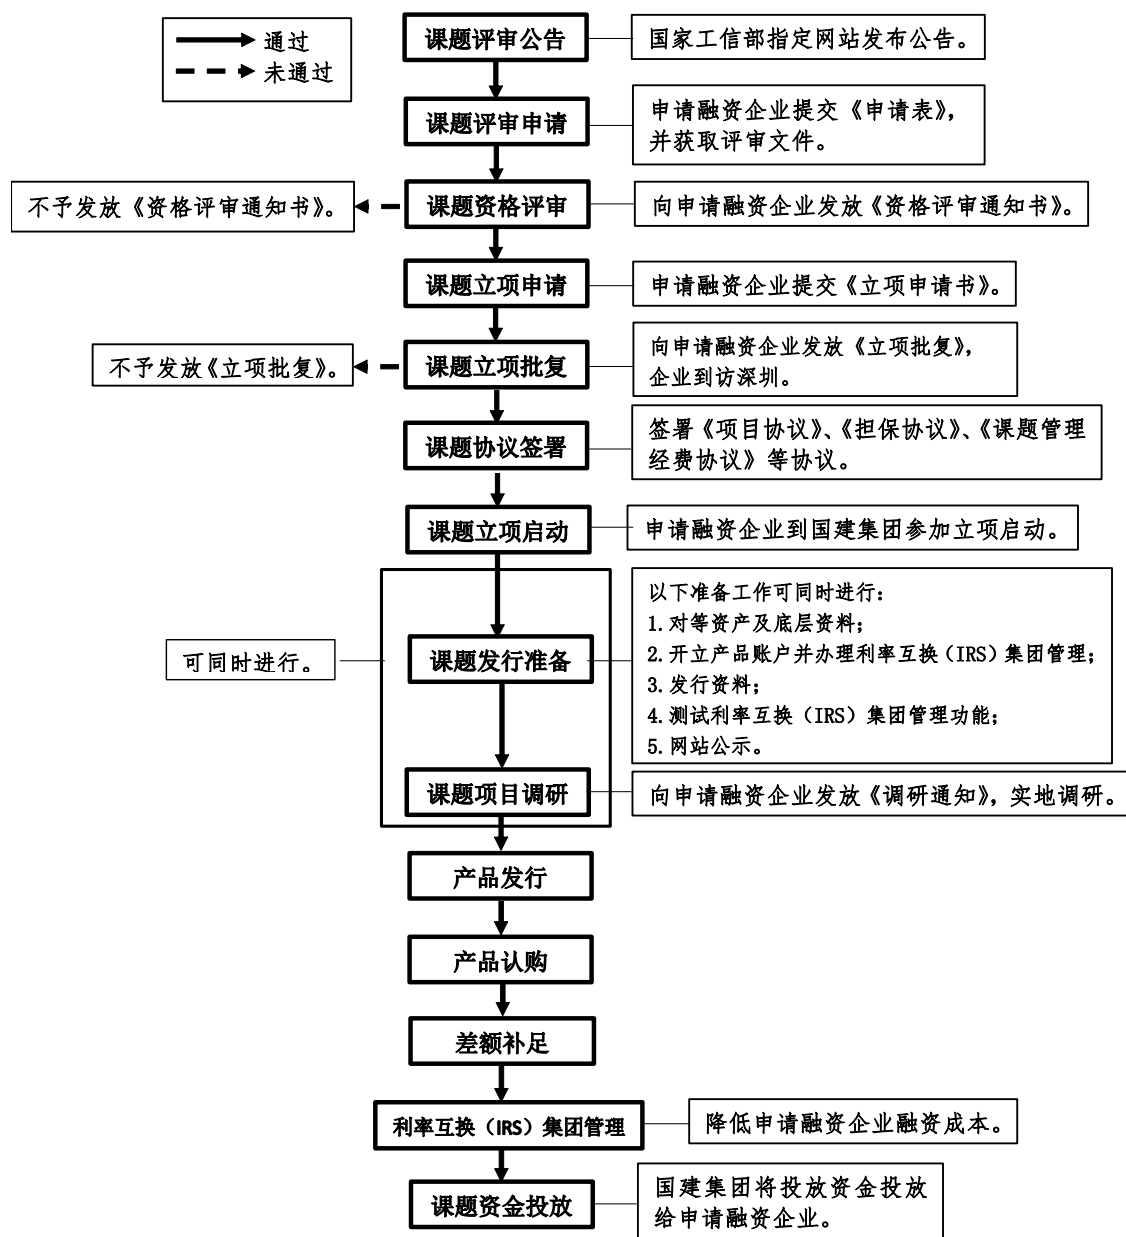 通过
未通过
课题评审公告
国家工信部指定网站发布公告。
课题评审申请
申请融资企业提交《申请表》，
并获取评审文件。
不予发放《资格评审通知书》。
课题资格评审
向申请融资企业发放《资格评审通知书》。
课题立项申请
申请融资企业提交《立项申请书》。
不予发放《立项批复》。
课题立项批复
向申请融资企业发放《立项批复》，
企业到访深圳。
课题协议签署
签署《项目协议》、《担保协议》、《课题管理
经费协议》等协议。
课题立项启动
申请融资企业到国建集团参加立项启动。
可同时进行。
课题发行准备
以下准备工作可同时进行：
1.对等资产及底层资料；
2.开立产品账户并办理利率互换（IRS）集团管理；
3.发行资料；
4.测试利率互换（IRS）集团管理功能；
5.网站公示。
课题项目调研
向申请融资企业发放《调研通知》，实地调研。
产品发行
产品认购
差额补足
利率互换（IRS）集团管理
降低申请融资企业融资成本。
课题资金投放
国建集团将投放资金投放
给申请融资企业。